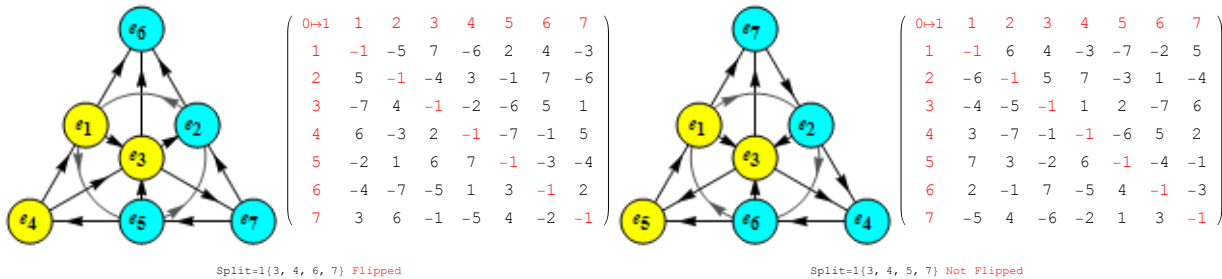 e6
e1
e2
e3
e4
e5
e7
0↦1 1 2 3 4 5 6 7
1 -1 -5 7 -6 2 4 -3
2 5 -1 -4 3 -1 7 -6
3 -7 4 -1 -2 -6 5 1
4 6 -3 2 -1 -7 -1 5
5 -2 1 6 7 -1 -3 -4
6 -4 -7 -5 1 3 -1 2
7 3 6 -1 -5 4 -2 -1
Split=1{3, 4, 6, 7} Flipped
e7
e1
e2
e3
e5
e6
e4
0↦1 1 2 3 4 5 6 7
1 -1 6 4 -3 -7 -2 5
2 -6 -1 5 7 -3 1 -4
3 -4 -5 -1 1 2 -7 6
4 3 -7 -1 -1 -6 5 2
5 7 3 -2 6 -1 -4 -1
6 2 -1 7 -5 4 -1 -3
7 -5 4 -6 -2 1 3 -1
Split=1{3, 4, 5, 7} Not Flipped